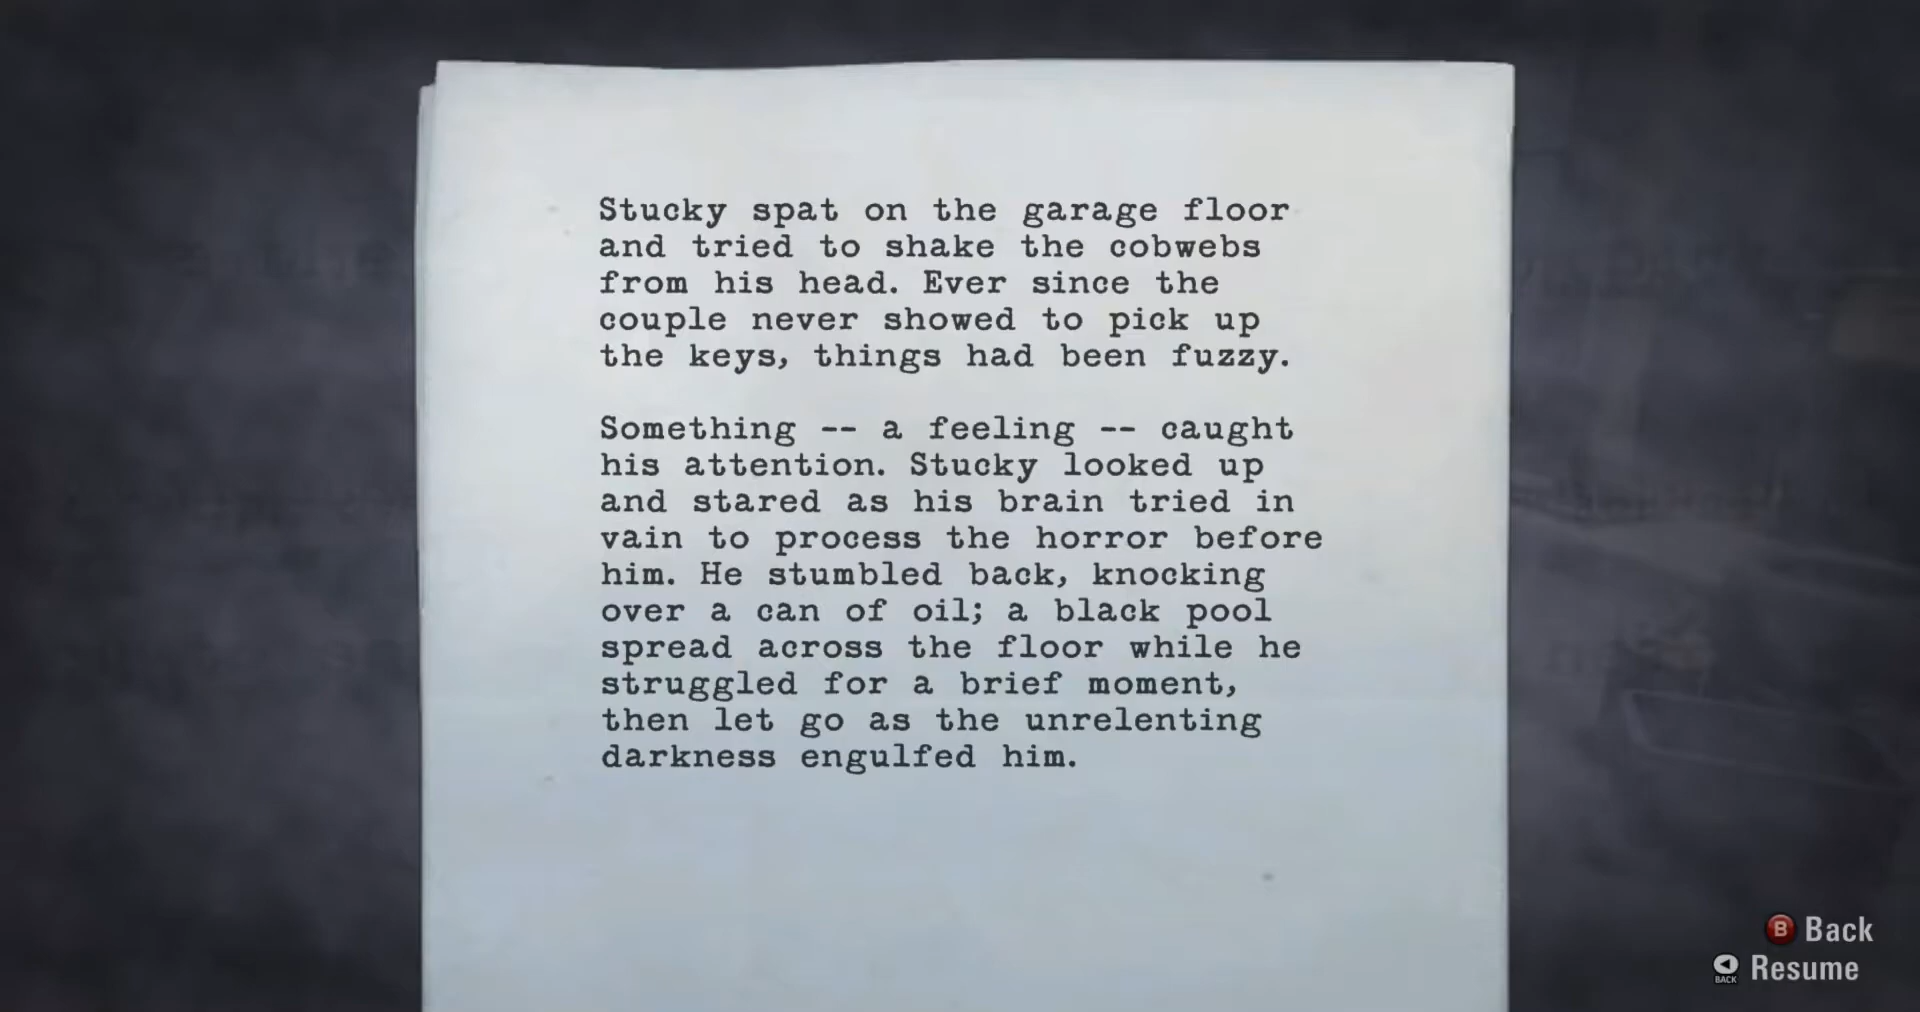 Stucky spat on the garage floor
and tried to shake the cobwebs
from his head. Ever since the
couple never showed to pick up
the keys, things had been fuzzy.
Something -- a feeling -- caught
his attention. Stucky looked up
and stared as his brain tried in
vain to process the horror before
him. He stumbled back, knocking
over a can of oil; a black pool
spread across the floor while he
struggled for a brief moment,
then let go as the unrelenting
darkness engulfed him.
B Back
BACK Resume